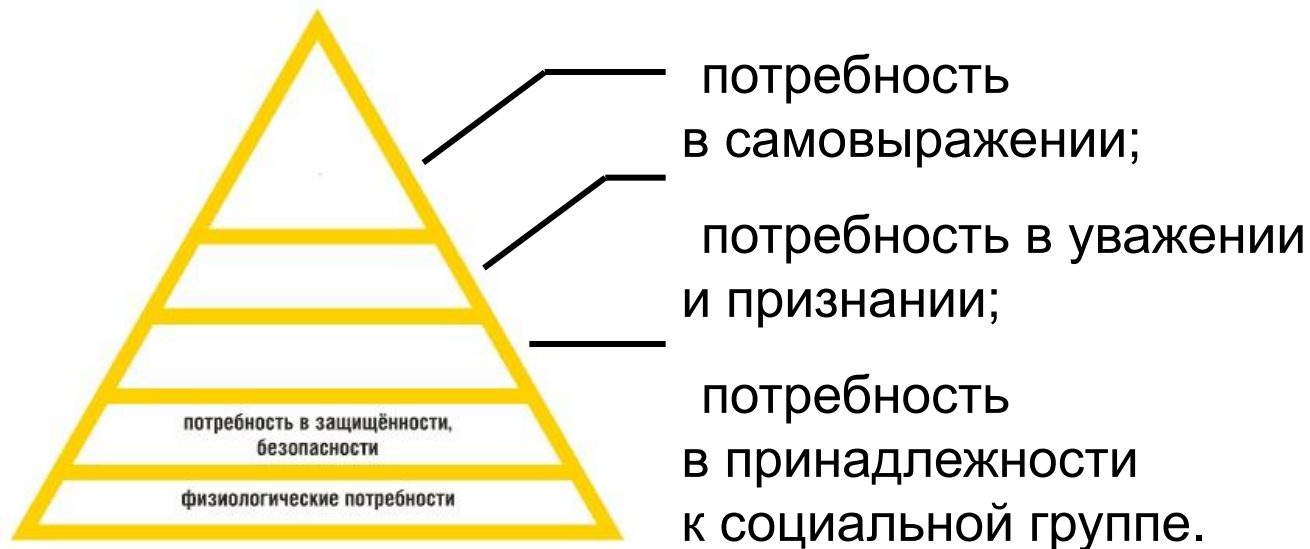 потребность
в самовыражении;
потребность в уважении
и признании;
потребность
в принадлежности
к социальной группе.
потребность в защищённости,
безопасности
физиологические потребности